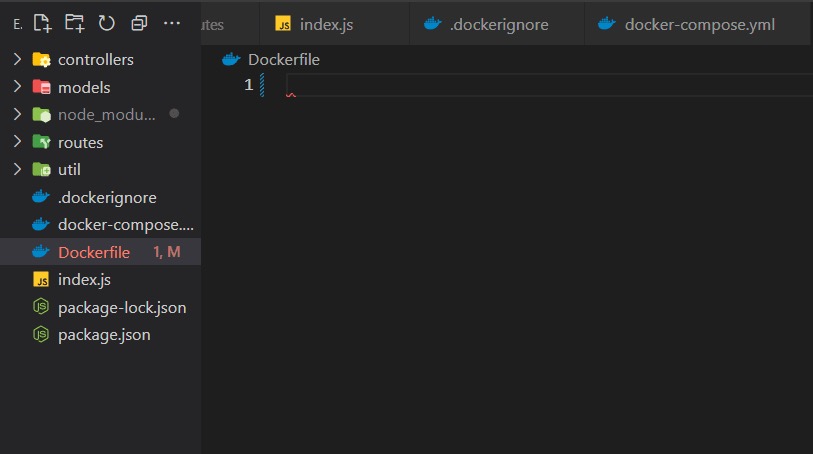 E.
utes
index.js
.dockerignore
docker-compose.yml
controllers
models
node_modu...
routes
util
.dockerignore
docker-compose....
Dockerfile 1, M
index.js
package-lock.json
package.json
Dockerfile
1